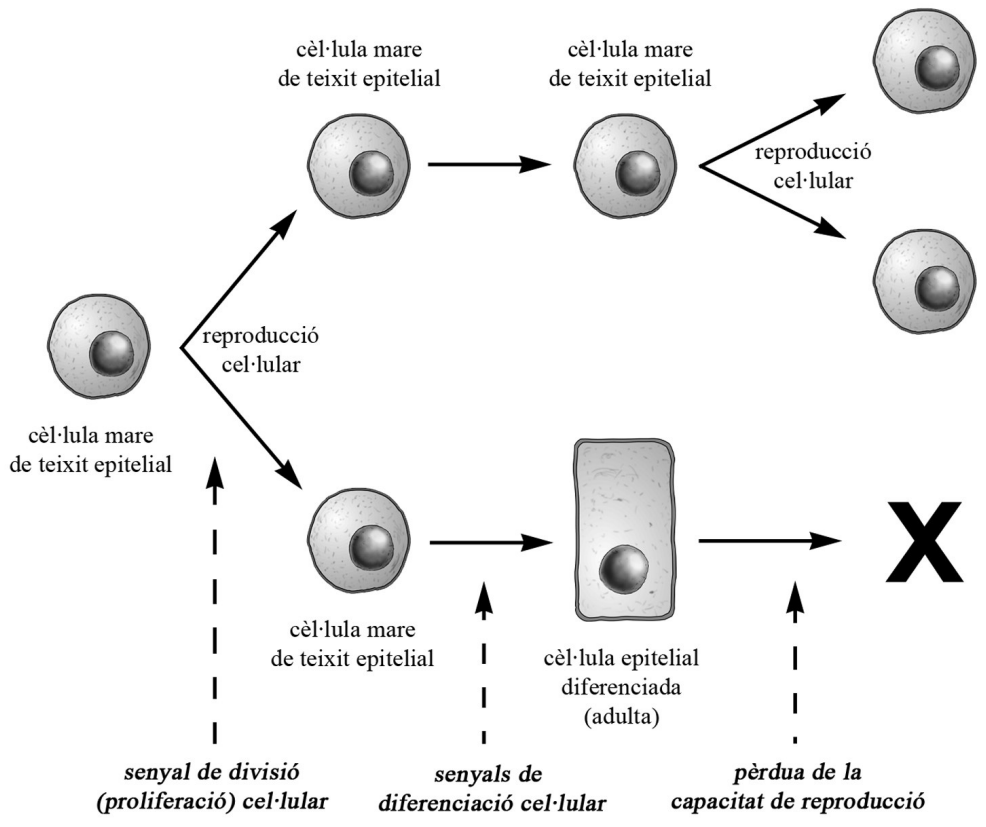 cèl·lula mare
de teixit epitelial
cèl·lula mare
de teixit epitelial
reproducció
cel·lular
reproducció
cel·lular
cèl·lula mare
de teixit epitelial
cèl·lula mare
de teixit epitelial
cèl·lula epitelial
diferenciada
(adulta)
X
senyal de divisió
(proliferació) cel·lular
senyals de
diferenciació cel·lular
pèrdua de la
capacitat de reproducció